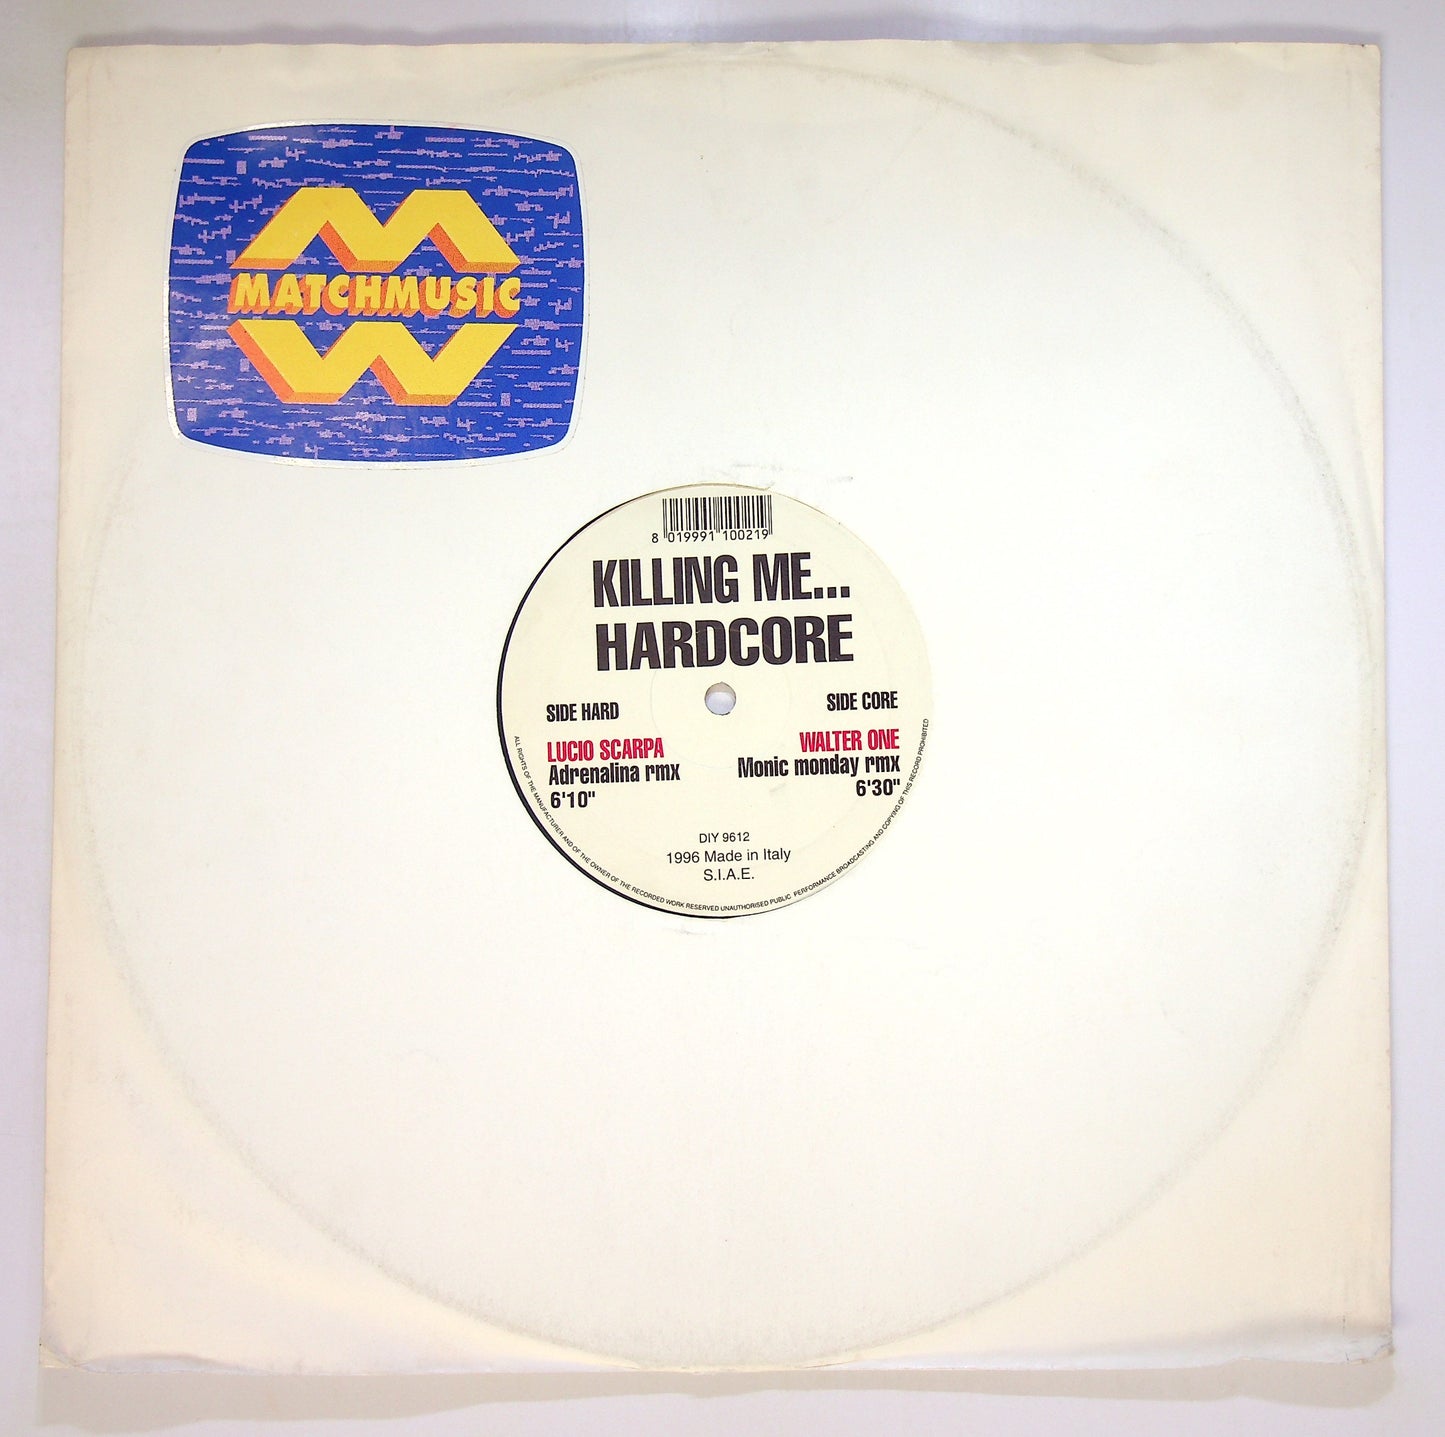 MATCHMUSIC
8 019991 100219
KILLING ME...
HARDCORE
SIDE HARD
LUCIO SCARPA
Adrenalina rmx
6'10"
SIDE CORE
WALTER ONE
Monic monday rmx
6'30"
DIY 9612
1996 Made in Italy
S.I.A.E.
ALL RIGHTS OF THE MANUFACTURER AND OF THE OWNER OF THE RECORDED WORK RESERVED UNAUTHORISED PUBLIC PERFORMANCE BROADCASTING AND COPYING OF THIS RECORD PROHIBITED